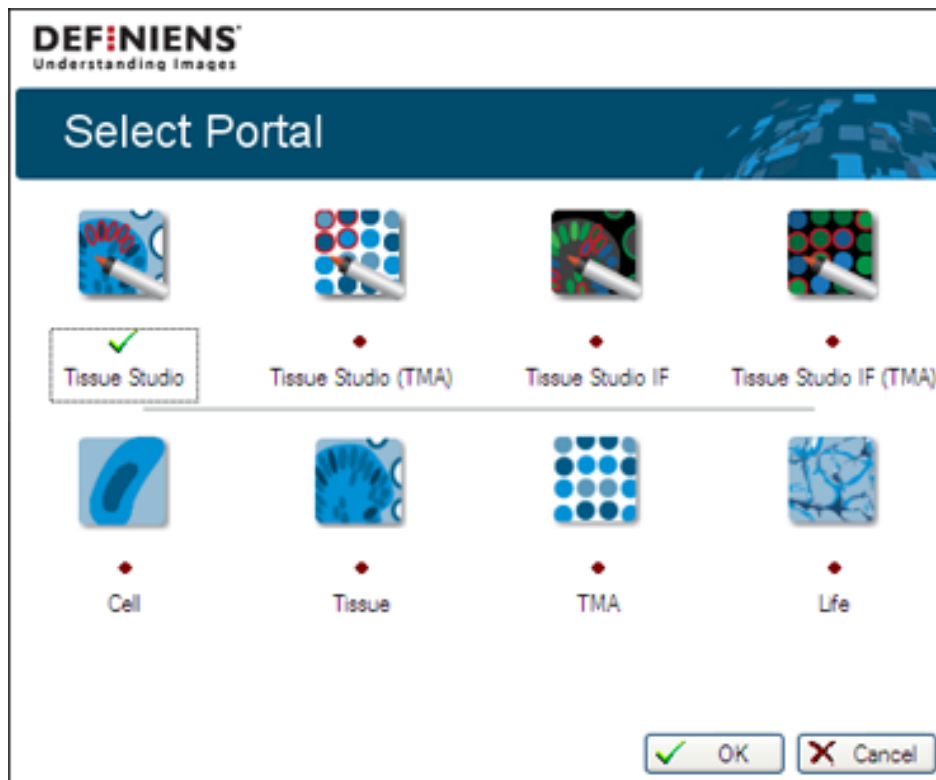 DEFINIENS
Understanding Images
Select Portal
Tissue Studio
Tissue Studio (TMA)
Tissue Studio IF
Tissue Studio IF (TMA)
Cell
Tissue
TMA
Life
OK
Cancel